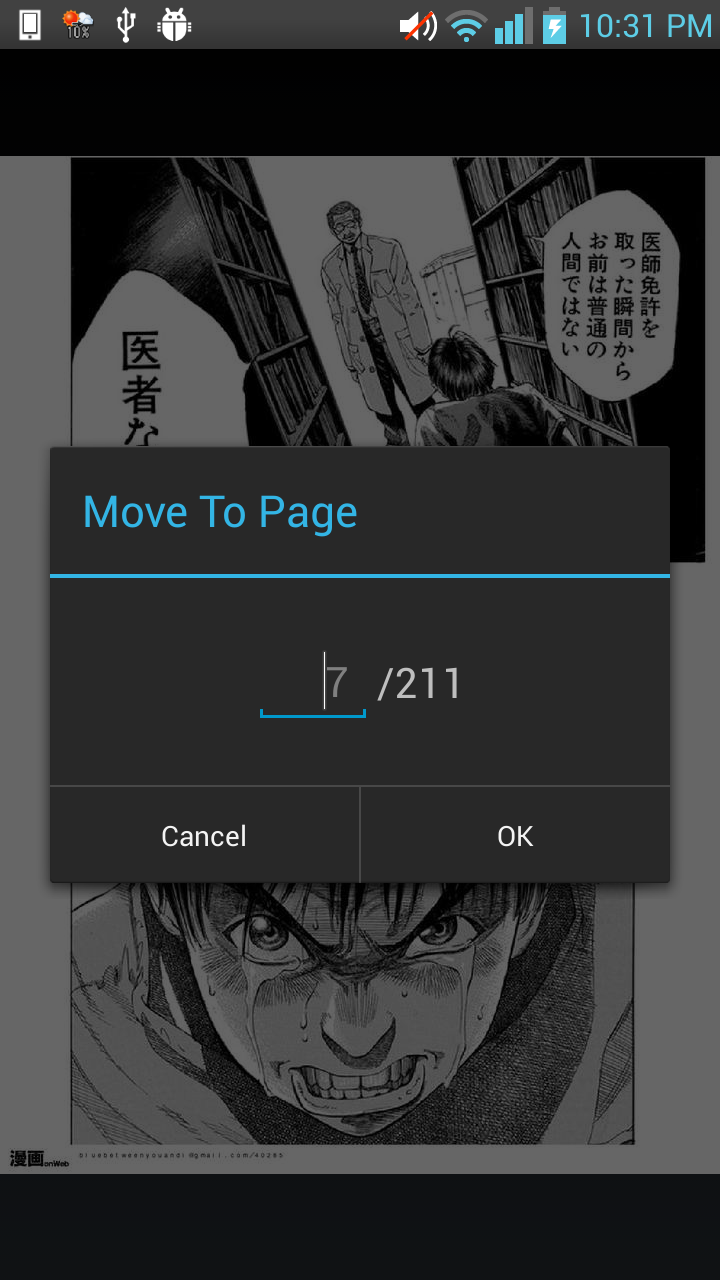 10%
10:31 PM
医師免許を
取った瞬間から
お前は普通の
人間ではない
医者な
Move To Page
7 /211
Cancel
OK
漫画onWeb
bluebetweenyouandi@gmail.com/40285